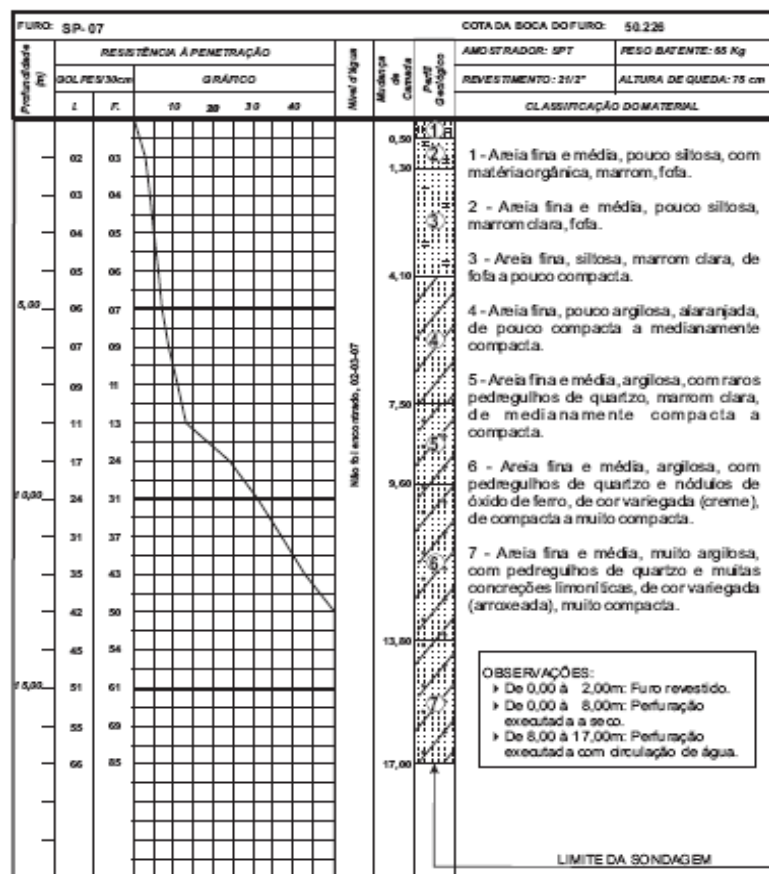 FURO: SP-07
COTA DA BOCA DO FURO: 50.226
Profundidade (m)
RESISTÊNCIA À PENETRAÇÃO
GOLPES/30cm
GRÁFICO
I. F. 10 20 30 40
Nível d'água
Mudança de Camada
Perfil Geológico
AMOSTRADOR: SPT
PESO BATENTE: 65 Kg
REVESTIMENTO: 21/2"
ALTURA DE QUEDA: 75 cm
CLASSIFICAÇÃO DO MATERIAL
02 03
03 04
04 05
05 06
5,00 06 07
07 09
09 11
11 13
17 24
10,00 24 31
31 37
35 43
42 50
45 54
15,00 51 61
55 69
66 85
Não foi encontrado, 02-03-07
0,50
1,30
4,10
7,50
9,60
13,80
17,00
1
2
3
4
5
6
7
1 - Areia fina e média, pouco siltosa, com
matéria orgânica, marrom, fofa.
2 - Areia fina e média, pouco siltosa,
marrom clara, fofa.
3 - Areia fina, siltosa, marrom clara, de
fofa a pouco compacta.
4 - Areia fina, pouco argilosa, alaranjada,
de pouco compacta a medianamente
compacta.
5 - Areia fina e média, argilosa, com raros
pedregulhos de quartzo, marrom clara,
de medianamente compacta a
compacta.
6 - Areia fina e média, argilosa, com
pedregulhos de quartzo e nódulos de
óxido de ferro, de cor variegada (creme),
de compacta a muito compacta.
7 - Areia fina e média, muito argilosa,
com pedregulhos de quartzo e muitas
concreções limoníticas, de cor variegada
(arroxeada), muito compacta.
OBSERVAÇÕES:
De 0,00 à 2,00m: Furo revestido.
De 0,00 à 8,00m: Perfuração
executada a seco.
De 8,00 à 17,00m: Perfuração
executada com circulação de água.
LIMITE DA SONDAGEM